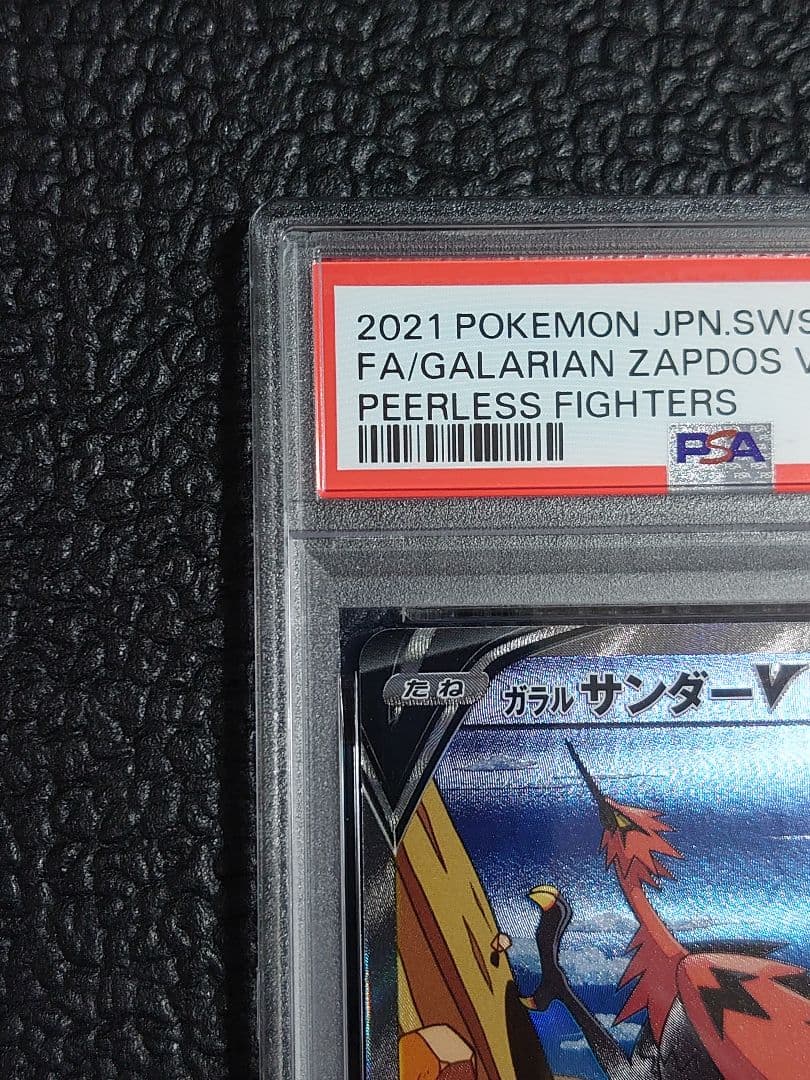 2021 POKEMON JPN.SWS
FA/GALARIAN ZAPDOS V
PEERLESS FIGHTERS
PSA
たね ガラルサンダーV